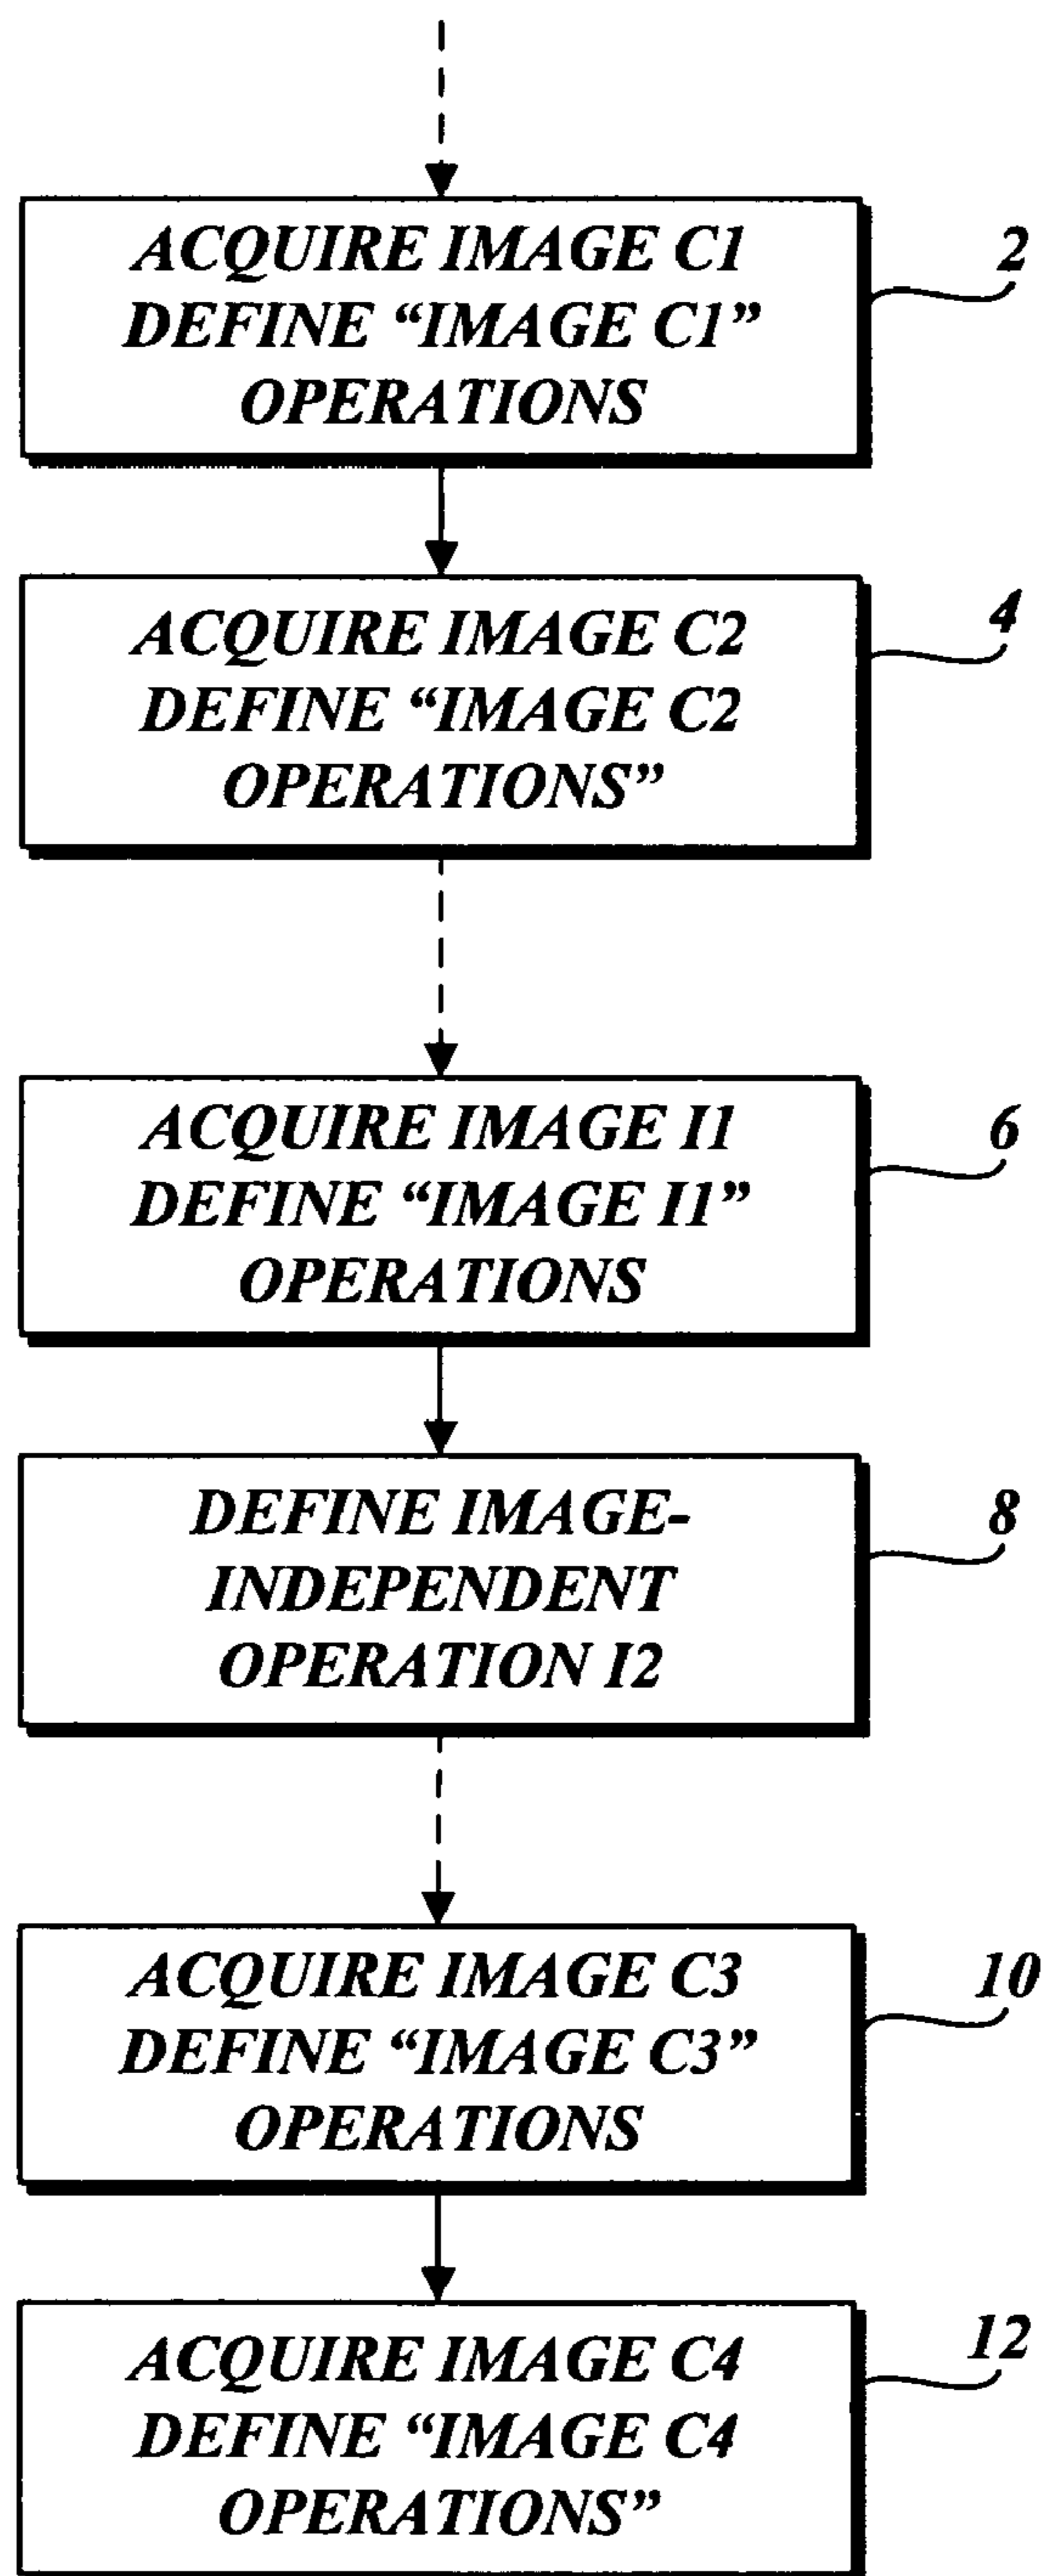 ACQUIRE IMAGE C1
DEFINE “IMAGE C1”
OPERATIONS
2
ACQUIRE IMAGE C2
DEFINE “IMAGE C2
OPERATIONS”
4
ACQUIRE IMAGE I1
DEFINE “IMAGE I1”
OPERATIONS
6
DEFINE IMAGE-
INDEPENDENT
OPERATION I2
8
ACQUIRE IMAGE C3
DEFINE “IMAGE C3”
OPERATIONS
10
ACQUIRE IMAGE C4
DEFINE “IMAGE C4
OPERATIONS”
12